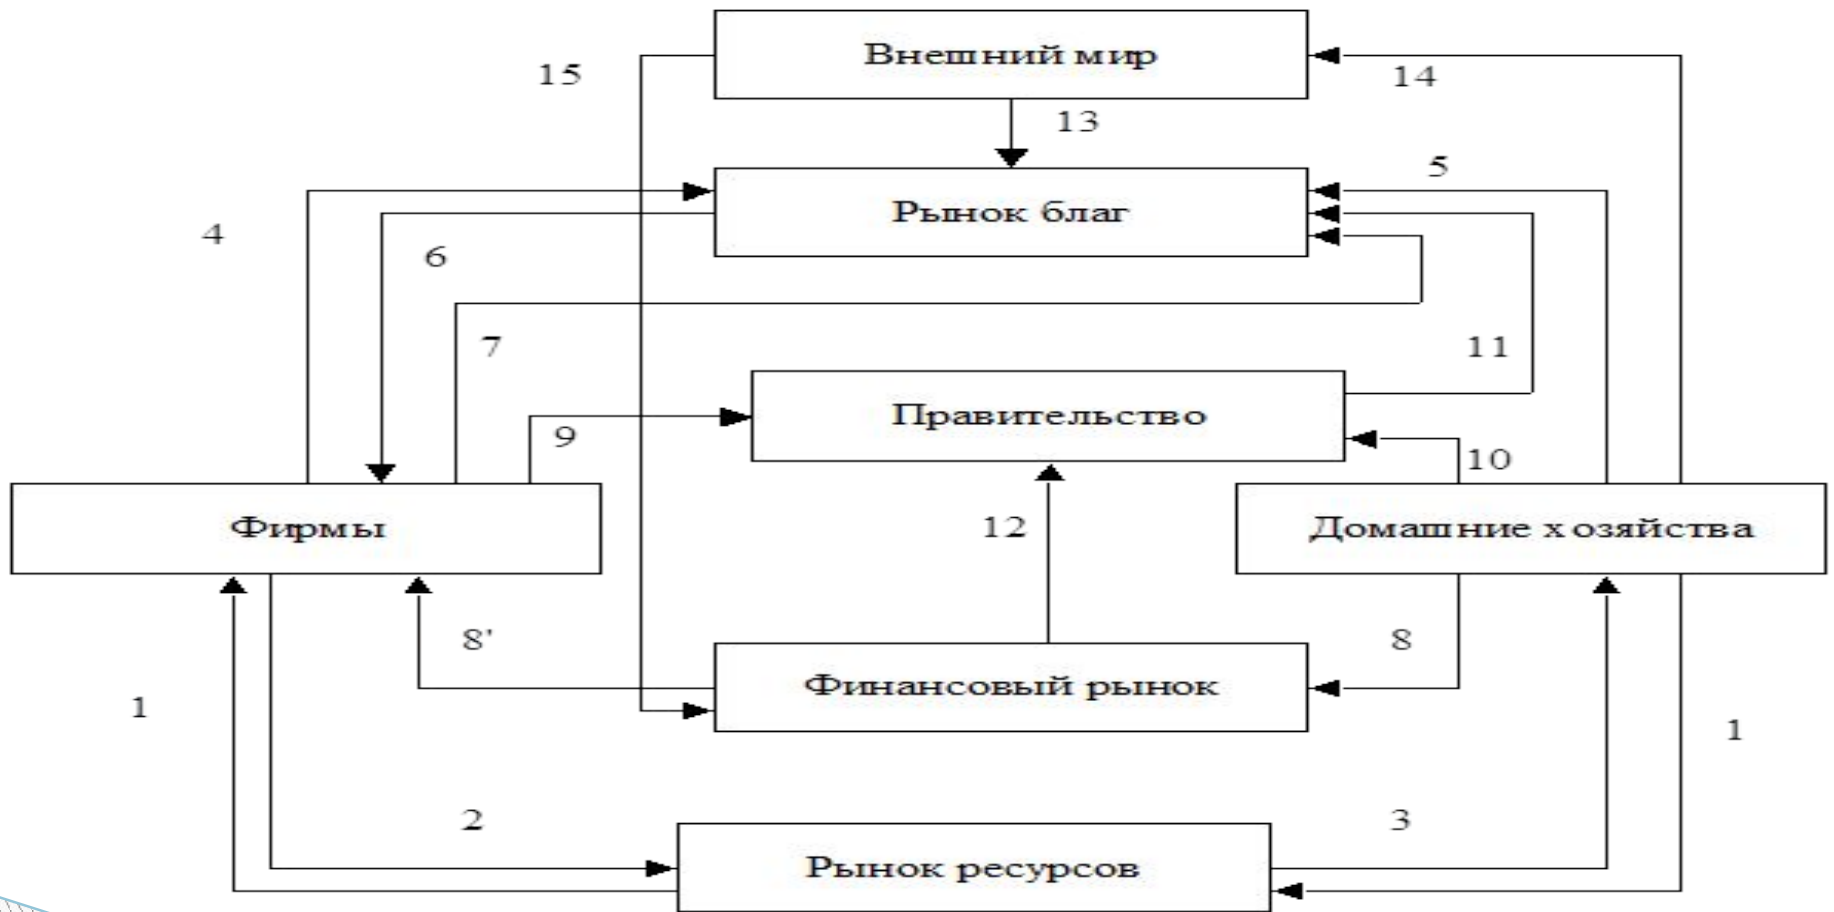 Внешний мир
15
14
13
5
Рынок благ
4
6
7
11
Правительство
9
10
Фирмы
12
Домашние хозяйства
8'
8
Финансовый рынок
1
1
2
3
Рынок ресурсов